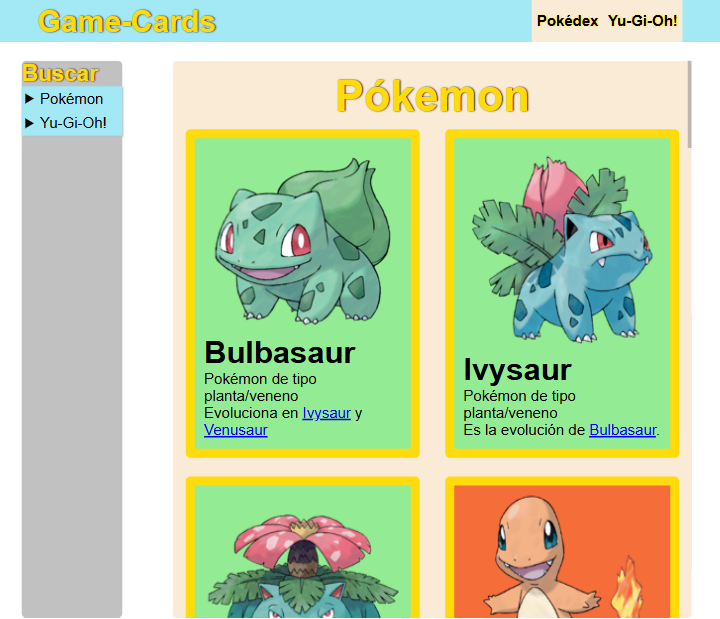 Game-Cards
Pokédex Yu-Gi-Oh!
Buscar
Pokémon
Yu-Gi-Oh!
Pókemon
Bulbasaur
Pokémon de tipo
planta/veneno
Evoluciona en Ivysaur y
Venusaur
Ivysaur
Pokémon de tipo
planta/veneno
Es la evolución de Bulbasaur.